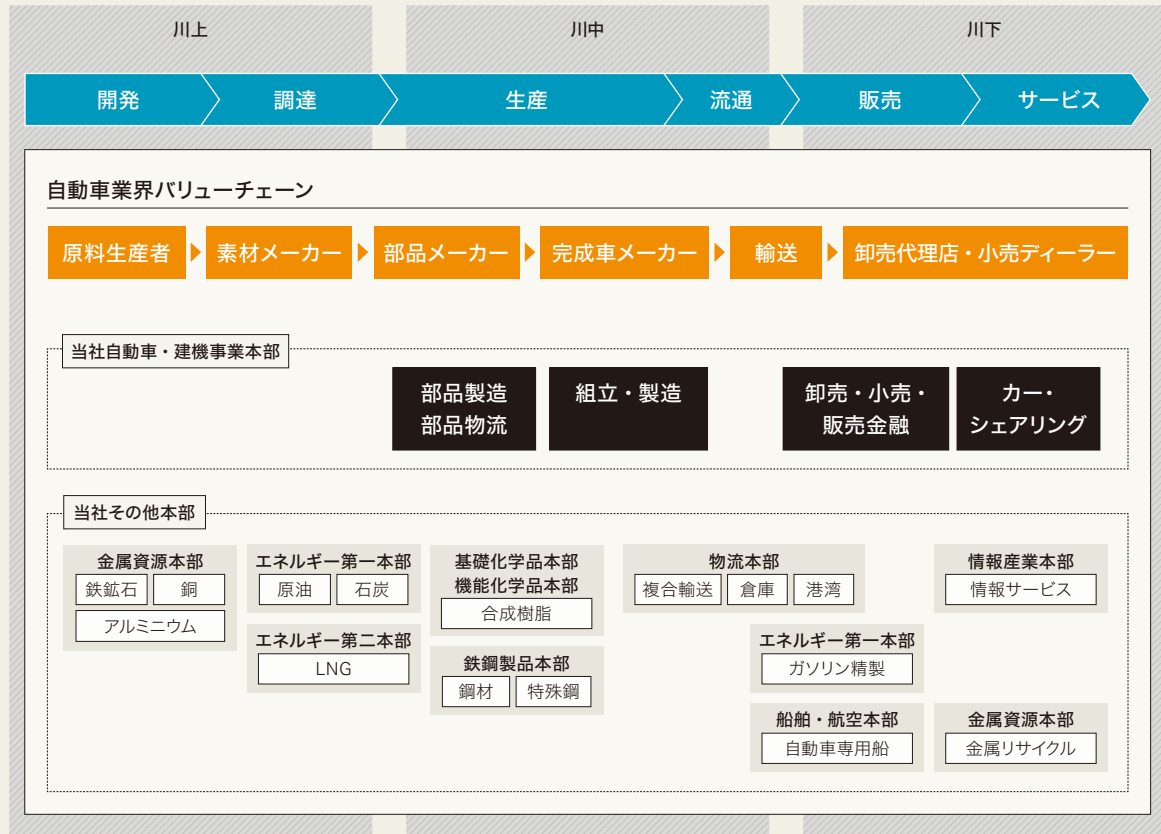 川上
川中
川下
開発
調達
生産
流通
販売
サービス
自動車業界バリューチェーン
原料生産者
素材メーカー
部品メーカー
完成車メーカー
輸送
卸売代理店・小売ディーラー
当社自動車・建機事業本部
部品製造
部品物流
組立・製造
卸売・小売・
販売金融
カー・
シェアリング
当社その他本部
金属資源本部
鉄鉱石
銅
アルミニウム
エネルギー第一本部
原油
石炭
エネルギー第二本部
LNG
基礎化学品本部
機能化学品本部
合成樹脂
鉄鋼製品本部
鋼材
特殊鋼
物流本部
複合輸送
倉庫
港湾
エネルギー第一本部
ガソリン精製
船舶・航空本部
自動車専用船
情報産業本部
情報サービス
金属資源本部
金属リサイクル